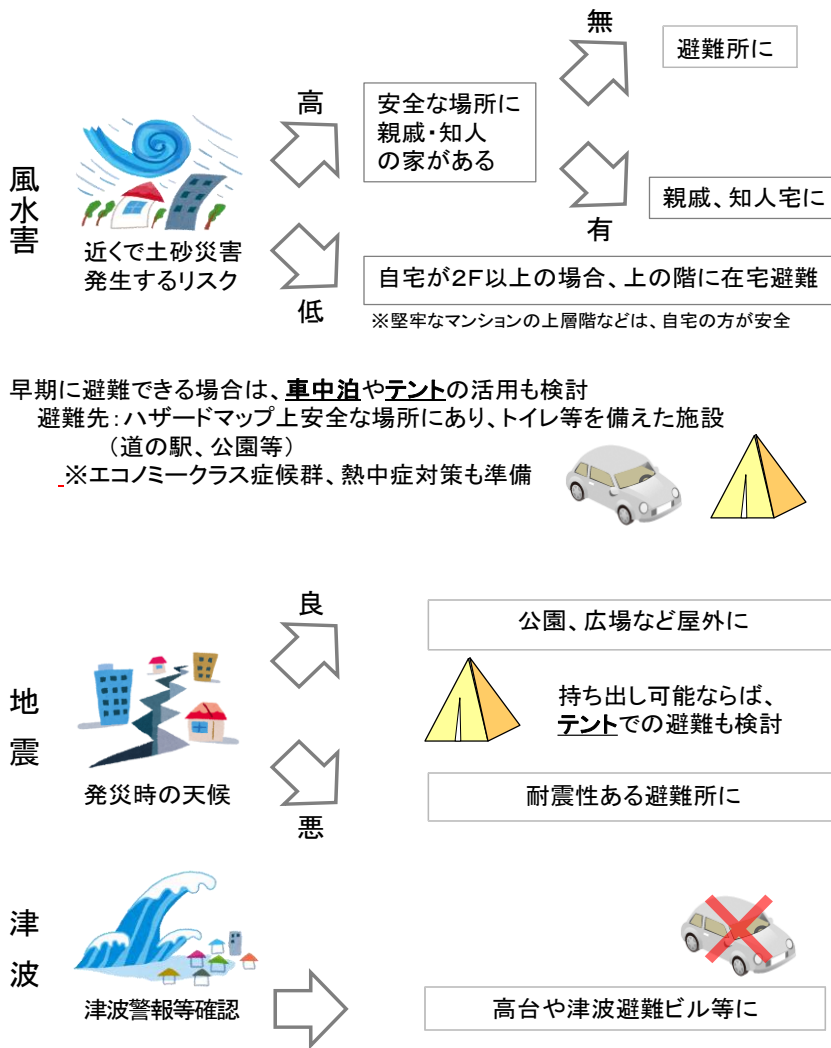 風水害
近くで土砂災害
発生するリスク
高
安全な場所に
親戚・知人
の家がある
無
避難所に
有
親戚、知人宅に
低
自宅が2F以上の場合、上の階に在宅避難
※堅牢なマンションの上層階などは、自宅の方が安全
早期に避難できる場合は、車中泊やテントの活用も検討
避難先:ハザードマップ上安全な場所にあり、トイレ等を備えた施設
(道の駅、公園等)
※エコノミークラス症候群、熱中症対策も準備
地震
発災時の天候
良
公園、広場など屋外に
持ち出し可能ならば、
テントでの避難も検討
悪
耐震性ある避難所に
津波
津波警報等確認
高台や津波避難ビル等に